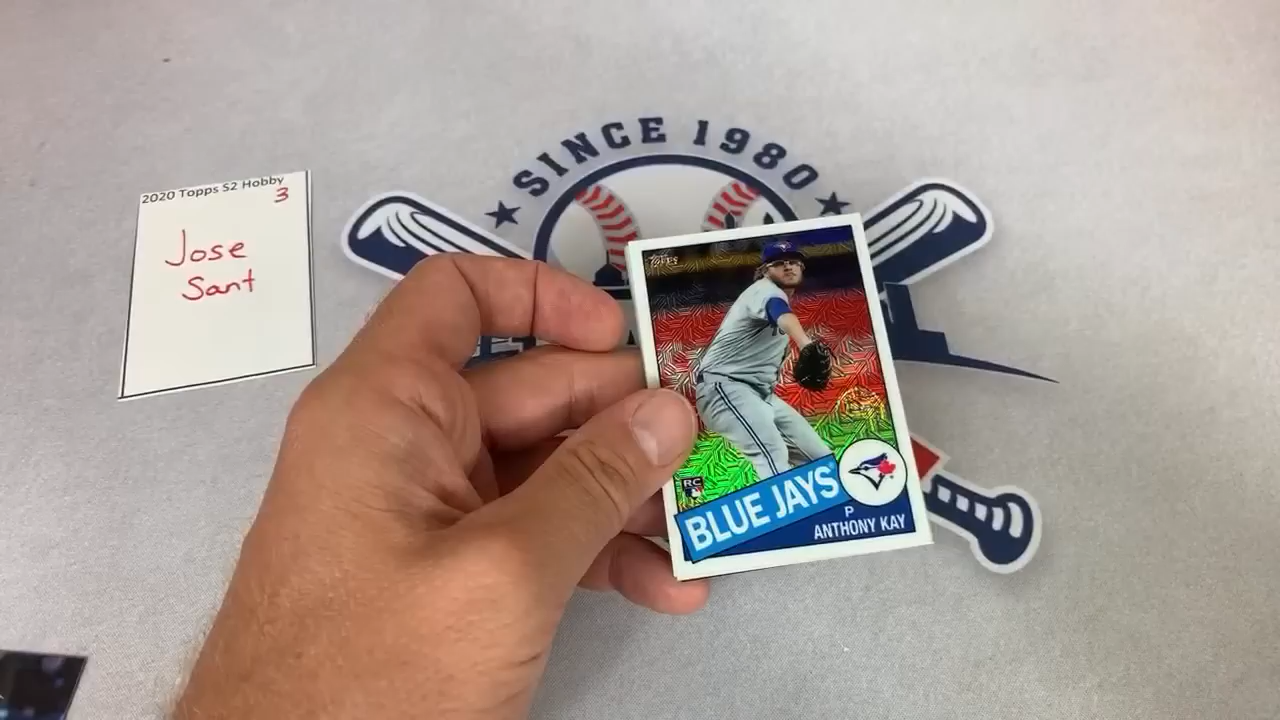 SINCE 1980
2020 Topps S2 Hobby
3
Jose
Sant
TOPPS
RC
BLUE JAYS
P
ANTHONY KAY